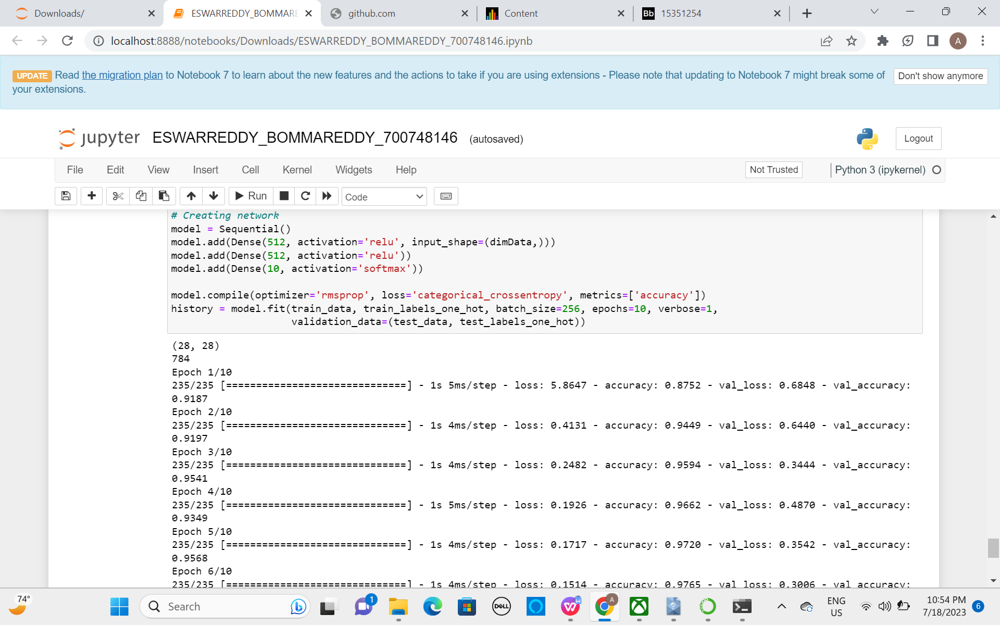 Downloads/
ESWARREDDY_BOMMARE
github.com
Content
Bb 15351254
localhost:8888/notebooks/Downloads/ESWARREDDY_BOMMAREDDY_700748146.ipynb
A
UPDATE Read the migration plan to Notebook 7 to learn about the new features and the actions to take if you are using extensions - Please note that updating to Notebook 7 might break some of
your extensions.
Don't show anymore
jupyter ESWARREDDY_BOMMAREDDY_700748146 (autosaved)
Logout
File Edit View Insert Cell Kernel Widgets Help
Not Trusted
Python 3 (ipykernel)
Run
Code
# Creating network
model = Sequential()
model.add(Dense(512, activation='relu', input_shape=(dimData,)))
model.add(Dense(512, activation='relu'))
model.add(Dense(10, activation='softmax'))
model.compile(optimizer='rmsprop', loss='categorical_crossentropy', metrics=['accuracy'])
history = model.fit(train_data, train_labels_one_hot, batch_size=256, epochs=10, verbose=1,
validation_data=(test_data, test_labels_one_hot))
(28, 28)
784
Epoch 1/10
235/235 [==============================] - 1s 5ms/step - loss: 5.8647 - accuracy: 0.8752 - val_loss: 0.6848 - val_accuracy:
0.9187
Epoch 2/10
235/235 [==============================] - 1s 4ms/step - loss: 0.4131 - accuracy: 0.9449 - val_loss: 0.6440 - val_accuracy:
0.9197
Epoch 3/10
235/235 [==============================] - 1s 4ms/step - loss: 0.2482 - accuracy: 0.9594 - val_loss: 0.3444 - val_accuracy:
0.9541
Epoch 4/10
235/235 [==============================] - 1s 5ms/step - loss: 0.1926 - accuracy: 0.9662 - val_loss: 0.4870 - val_accuracy:
0.9349
Epoch 5/10
235/235 [==============================] - 1s 4ms/step - loss: 0.1717 - accuracy: 0.9720 - val_loss: 0.3542 - val_accuracy:
0.9568
Epoch 6/10
235/235 [==============================] - 1s 4ms/step - loss: 0.1514 - accuracy: 0.9765 - val_loss: 0.3006 - val_accuracy:
74°
Search
1
DELL
A
ENG
US
10:54 PM
7/18/2023
6